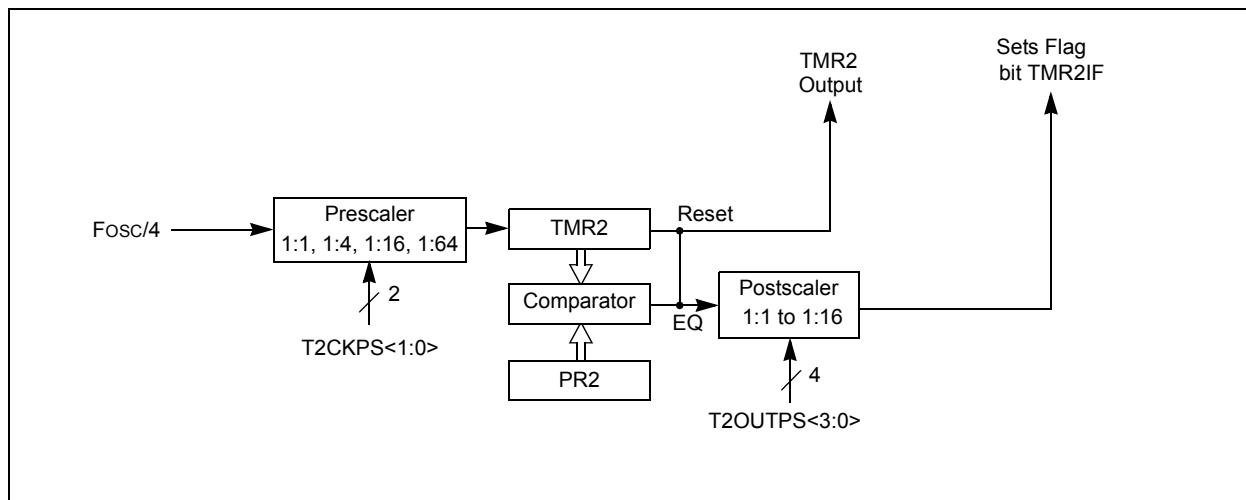 TMR2
Output
Sets Flag
bit TMR2IF
Fosc/4
Prescaler
1:1, 1:4, 1:16, 1:64
2
T2CKPS<1:0>
TMR2
Reset
Comparator
EQ
PR2
Postscaler
1:1 to 1:16
4
T2OUTPS<3:0>